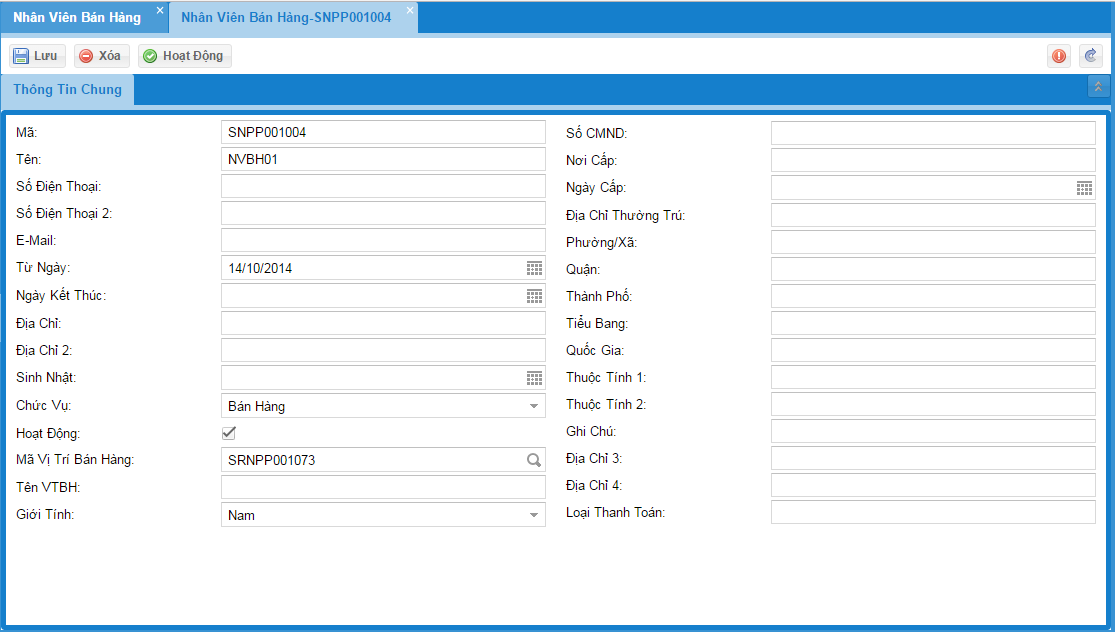 Nhân Viên Bán Hàng
Nhân Viên Bán Hàng-SNPP001004
Lưu
Xóa
Hoạt Động
Thông Tin Chung
Mã: SNPP001004
Tên: NVBH01
Số Điện Thoại:
Số Điện Thoại 2:
E-Mail:
Từ Ngày: 14/10/2014
Ngày Kết Thúc:
Địa Chỉ:
Địa Chỉ 2:
Sinh Nhật:
Chức Vụ: Bán Hàng
Hoạt Động:
Mã Vị Trí Bán Hàng: SRNPP001073
Tên VTBH:
Giới Tính: Nam
Số CMND:
Nơi Cấp:
Ngày Cấp:
Địa Chỉ Thường Trú:
Phường/Xã:
Quận:
Thành Phố:
Tiểu Bang:
Quốc Gia:
Thuộc Tính 1:
Thuộc Tính 2:
Ghi Chú:
Địa Chỉ 3:
Địa Chỉ 4:
Loại Thanh Toán: